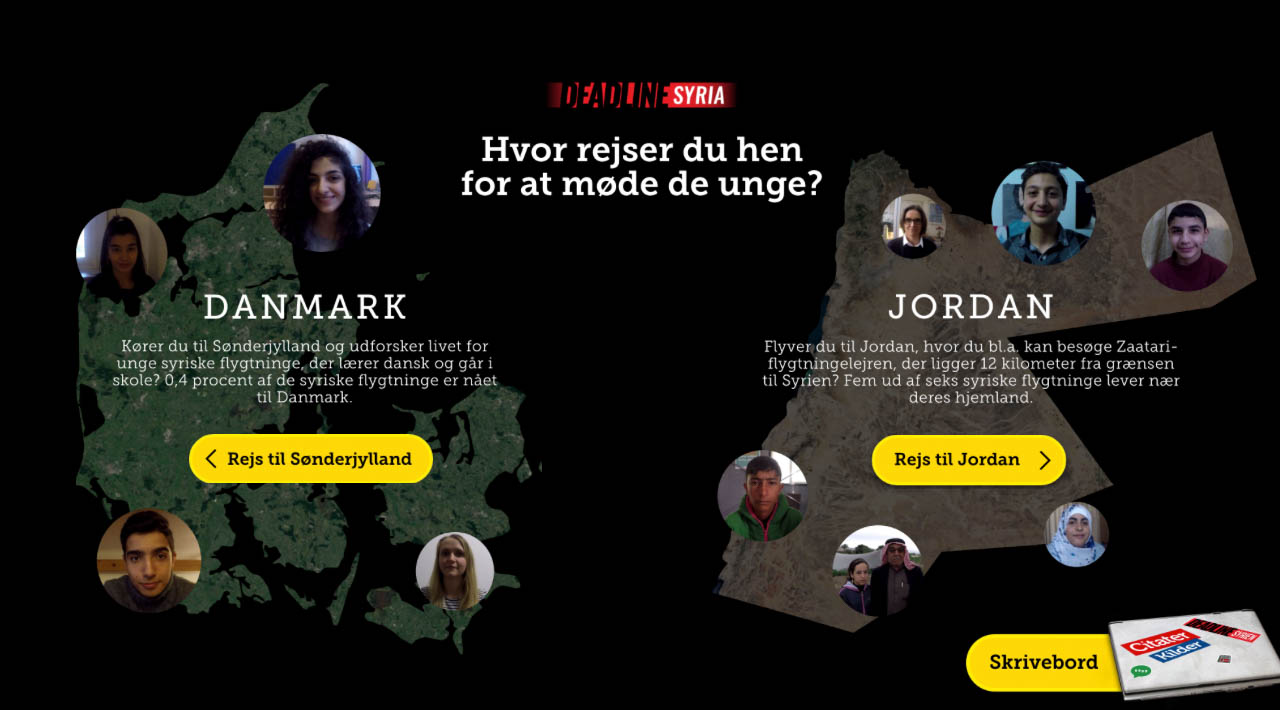 DEADLINE SYRIA
Hvor rejser du hen
for at møde de unge?
DANMARK
Kører du til Sønderjylland og udforsker livet for
unge syriske flygtninge, der lærer dansk og går i
skole? 0,4 procent af de syriske flygtninge er nået
til Danmark.
< Rejs til Sønderjylland
JORDAN
Flyver du til Jordan, hvor du bl.a. kan besøge Zaatari-
flygtningelejren, der ligger 12 kilometer fra grænsen
til Syrien? Fem ud af seks syriske flygtninge lever nær
deres hjemland.
Rejs til Jordan >
Skrivebord
DEADLINE SYRIEN
Citater
Kilder